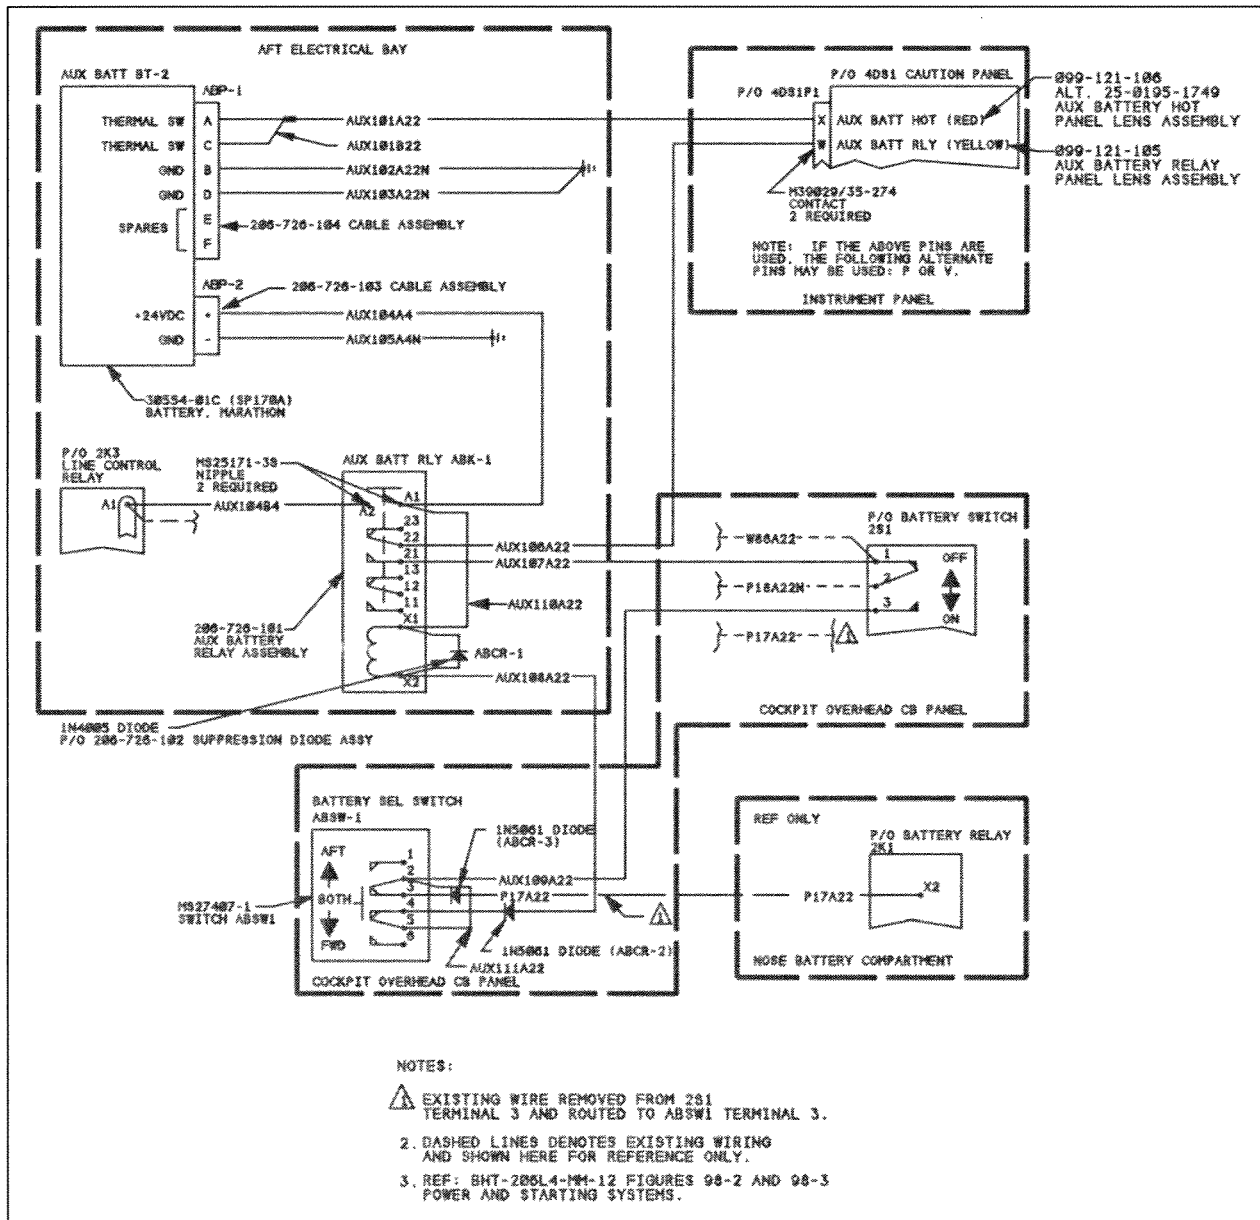 AFT ELECTRICAL BAY
AUX BATT BT-2
ABP-1
THERMAL SW
A
AUX101A22
THERMAL SW
C
AUX101B22
GND
B
AUX102A22N
GND
D
AUX103A22N
SPARES
E
F
206-726-104 CABLE ASSEMBLY
ABP-2
206-726-103 CABLE ASSEMBLY
+24VDC
+
AUX104A4
GND
-
AUX105A4N
30554-01C (SP170A)
BATTERY, MARATHON
P/O 2K3
LINE CONTROL
RELAY
A1
MS25171-3S
NIPPLE
2 REQUIRED
AUX104B4
AUX BATT RLY ABK-1
A1
A2
23
22
21
13
12
11
X1
X2
AUX106A22
AUX107A22
AUX110A22
ABCR-1
AUX108A22
206-726-101
AUX BATTERY
RELAY ASSEMBLY
1N4005 DIODE
P/O 206-726-102 SUPPRESSION DIODE ASSY
P/O 4DS1 CAUTION PANEL
P/O 4DS1P1
X
AUX BATT HOT (RED)
W
AUX BATT RLY (YELLOW)
099-121-106
ALT. 25-0195-1749
AUX BATTERY HOT
PANEL LENS ASSEMBLY
099-121-105
AUX BATTERY RELAY
PANEL LENS ASSEMBLY
M39029/35-274
CONTACT
2 REQUIRED
NOTE: IF THE ABOVE PINS ARE
USED, THE FOLLOWING ALTERNATE
PINS MAY BE USED: P OR V.
INSTRUMENT PANEL
P/O BATTERY SWITCH
2S1
W66A22
1
OFF
P18A22N
2
3
ON
P17A22
1
COCKPIT OVERHEAD CB PANEL
BATTERY SEL SWITCH
ABSW-1
AFT
BOTH
FWD
1
2
3
4
5
6
1N5061 DIODE
(ABCR-3)
AUX109A22
P17A22
1
MS27407-1
SWITCH ABSW1
1N5061 DIODE (ABCR-2)
AUX111A22
COCKPIT OVERHEAD CB PANEL
REF ONLY
P/O BATTERY RELAY
2K1
P17A22
X2
NOSE BATTERY COMPARTMENT
NOTES:
1 EXISTING WIRE REMOVED FROM 2S1
TERMINAL 3 AND ROUTED TO ABSW1 TERMINAL 3.
2. DASHED LINES DENOTES EXISTING WIRING
AND SHOWN HERE FOR REFERENCE ONLY.
3. REF: BHT-206L4-MM-12 FIGURES 98-2 AND 98-3
POWER AND STARTING SYSTEMS.